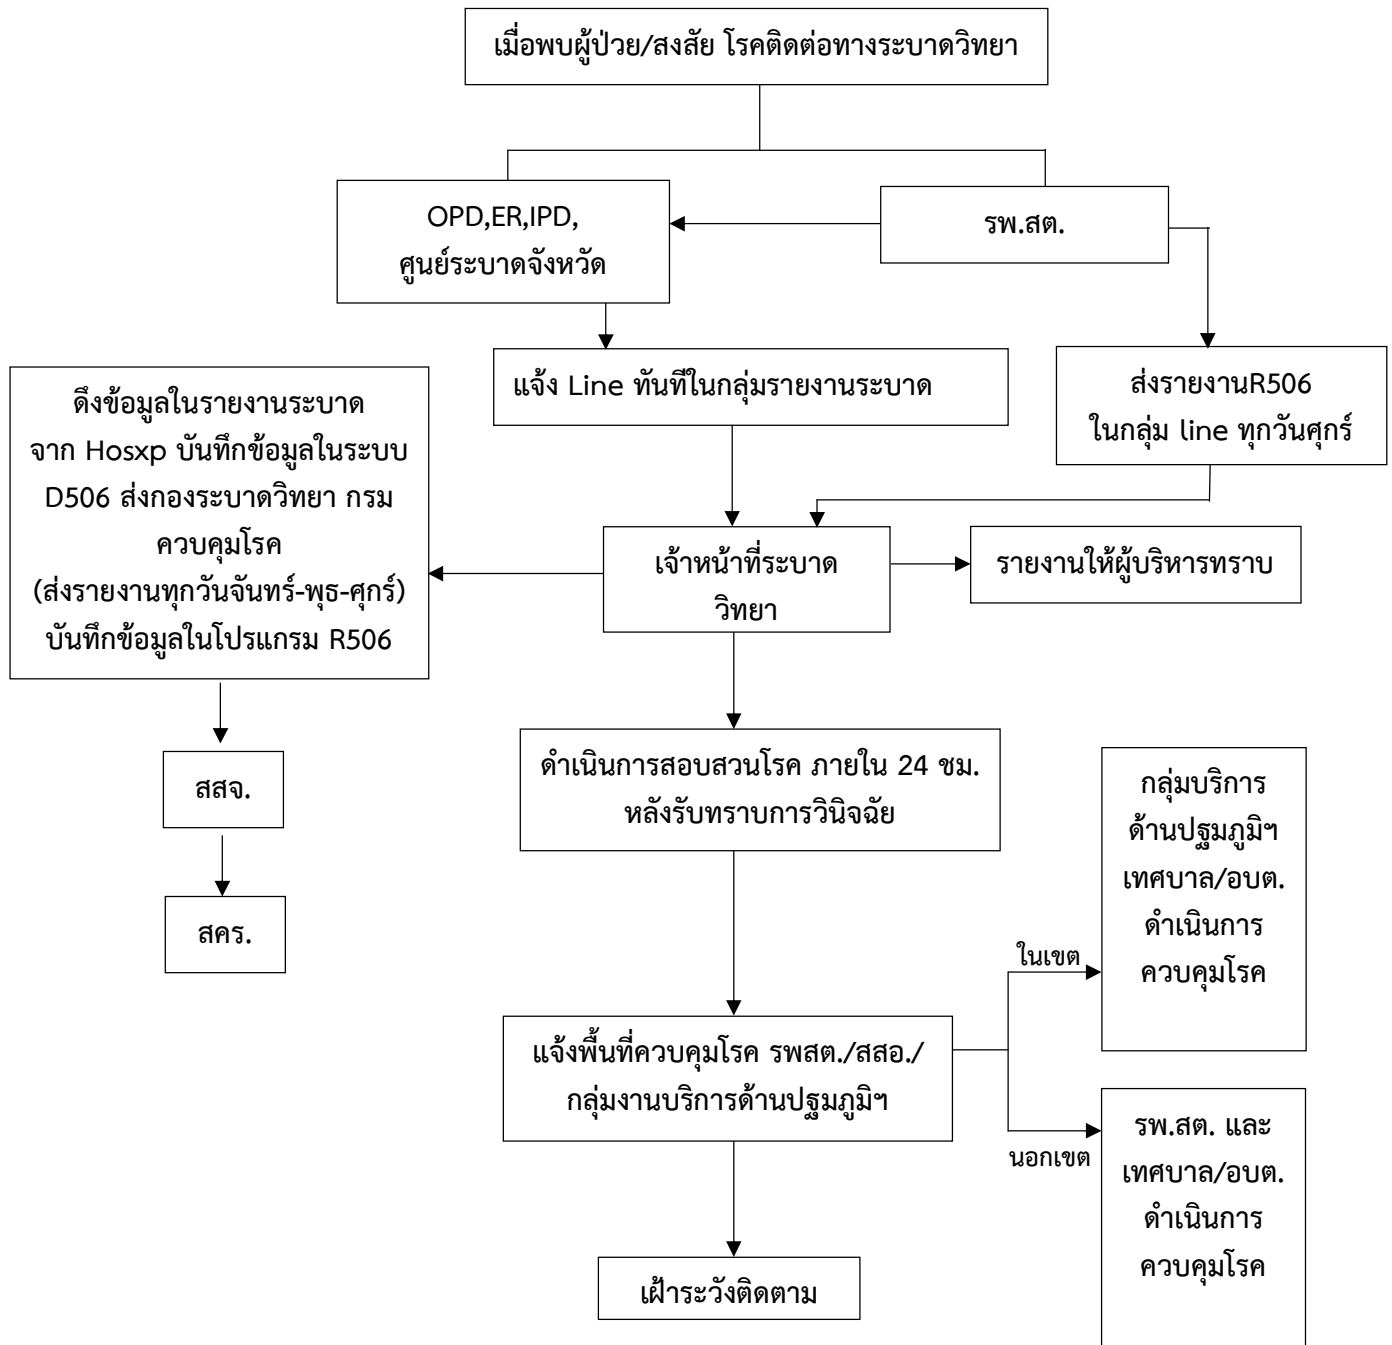 เมื่อพบผู้ป่วย/สงสัย โรคติดต่อทางระบาดวิทยา
OPD,ER,IPD,
ศูนย์ระบาดจังหวัด
รพ.สต.
แจ้ง Line ทันทีในกลุ่มรายงานระบาด
ส่งรายงานR506
ในกลุ่ม line ทุกวันศุกร์
ดึงข้อมูลในรายงานระบาด
จาก Hosxp บันทึกข้อมูลในระบบ
D506 ส่งกองระบาดวิทยา กรม
ควบคุมโรค
(ส่งรายงานทุกวันจันทร์-พุธ-ศุกร์)
บันทึกข้อมูลในโปรแกรม R506
เจ้าหน้าที่ระบาด
วิทยา
รายงานให้ผู้บริหารทราบ
สสจ.
สคร.
ดำเนินการสอบสวนโรค ภายใน 24 ชม.
หลังรับทราบการวินิจฉัย
กลุ่มบริการ
ด้านปฐมภูมิฯ
เทศบาล/อบต.
ดำเนินการ
ควบคุมโรค
ในเขต
แจ้งพื้นที่ควบคุมโรค รพสต./สสอ./
กลุ่มงานบริการด้านปฐมภูมิฯ
นอกเขต
รพ.สต. และ
เทศบาล/อบต.
ดำเนินการ
ควบคุมโรค
เฝ้าระวังติดตาม